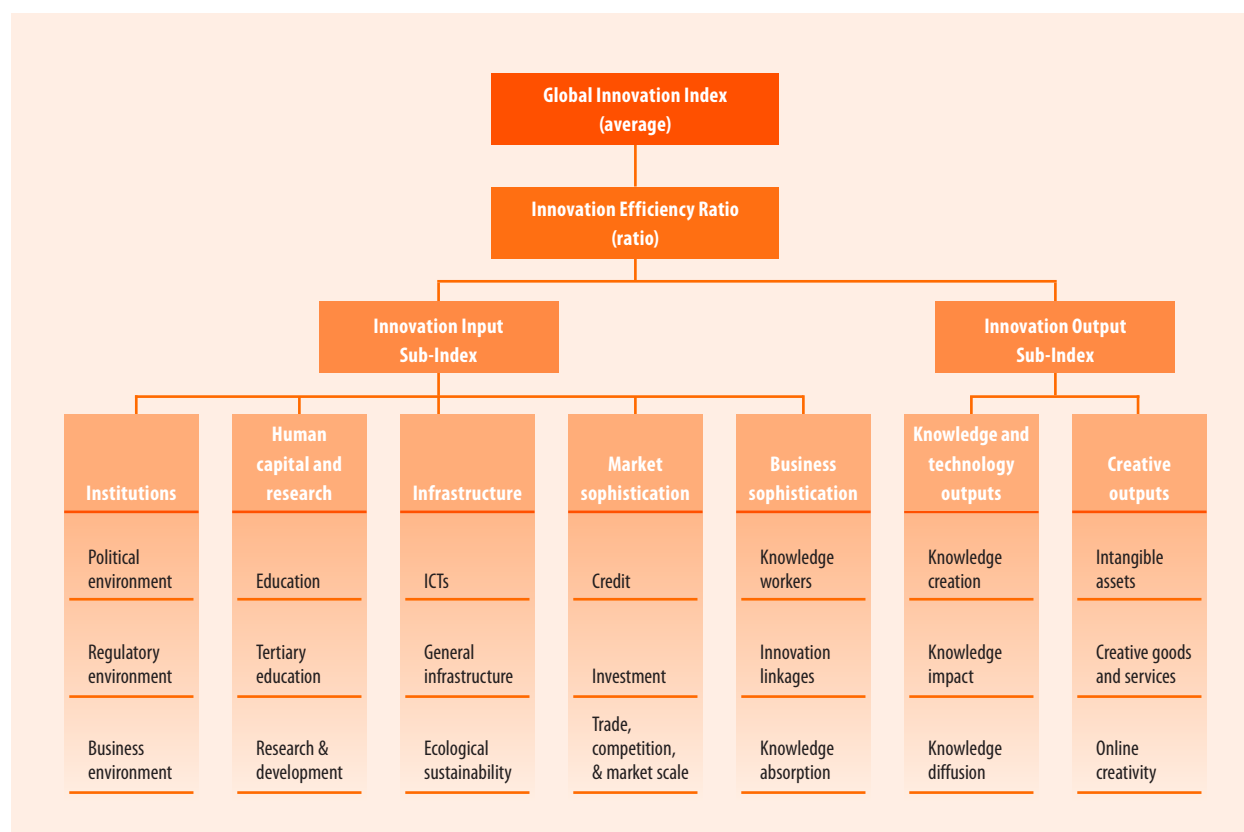 Global Innovation Index
(average)
Innovation Efficiency Ratio
(ratio)
Innovation Input
Sub-Index
Innovation Output
Sub-Index
Institutions
Human
capital and
research
Infrastructure
Market
sophistication
Business
sophistication
Knowledge and
technology
outputs
Creative
outputs
Political
environment
Education
ICTs
Credit
Knowledge
workers
Knowledge
creation
Intangible
assets
Regulatory
environment
Tertiary
education
General
infrastructure
Investment
Innovation
linkages
Knowledge
impact
Creative goods
and services
Business
environment
Research &
development
Ecological
sustainability
Trade,
competition,
& market scale
Knowledge
absorption
Knowledge
diffusion
Online
creativity